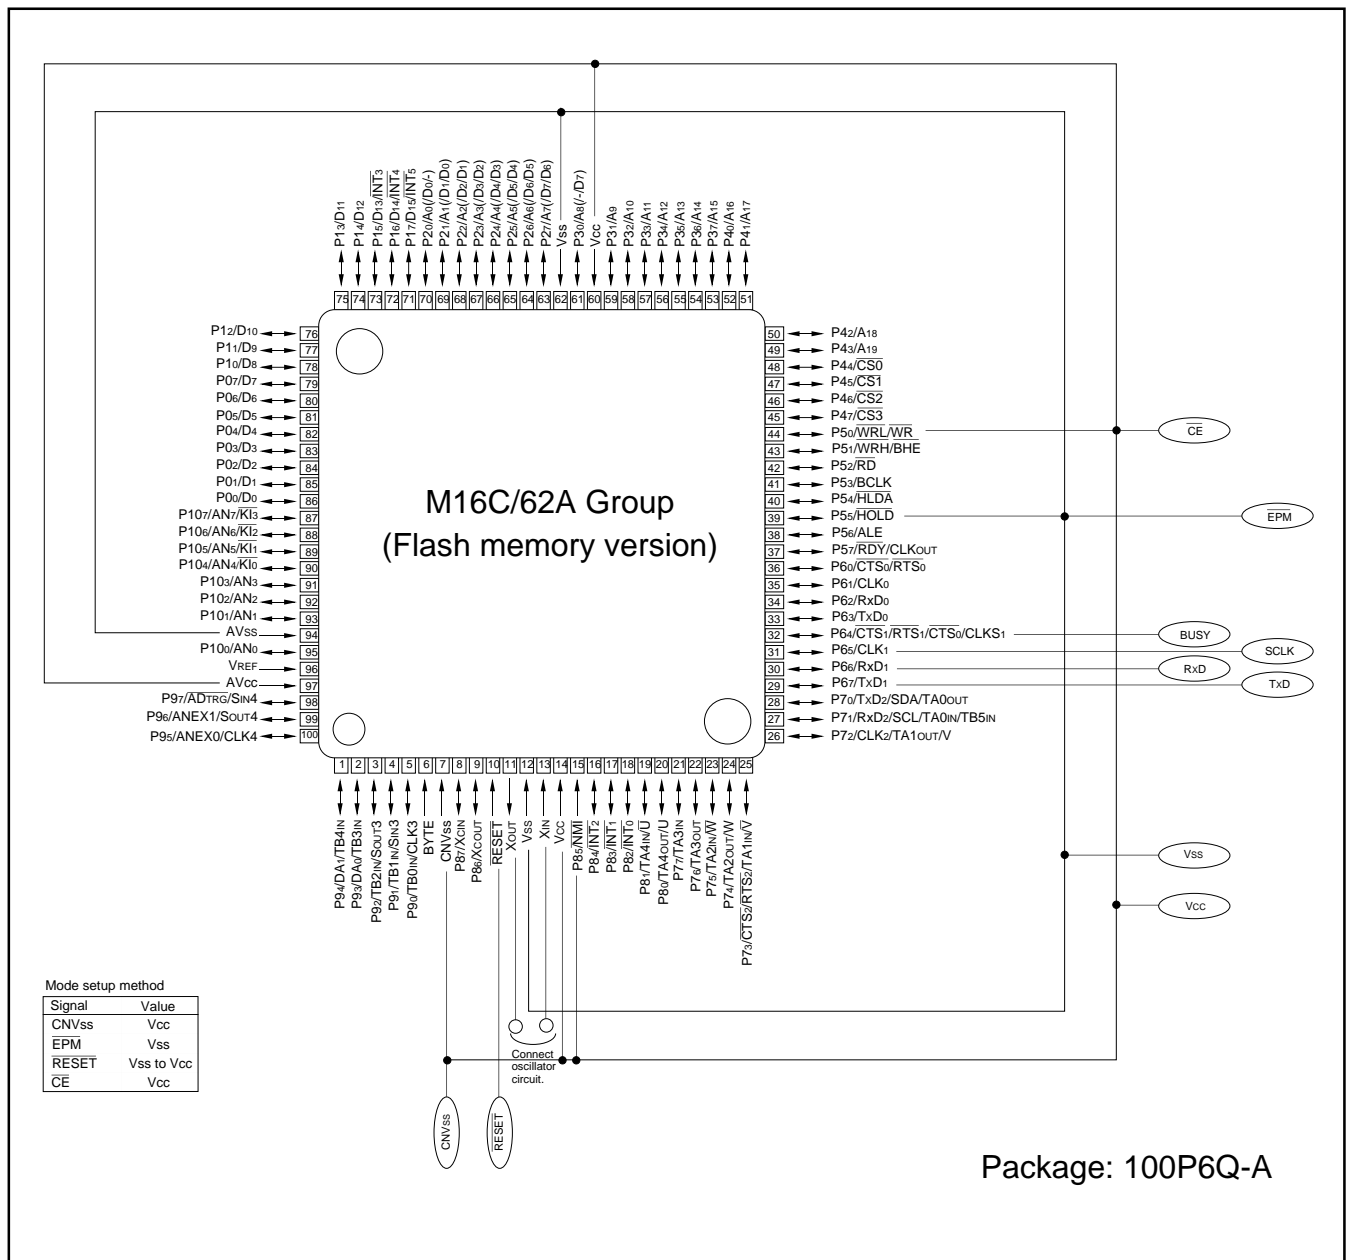 P13/D11
P14/D12
P15/D13/INT3
P16/D14/INT4
P17/D15/INT5
P20/A0(/D0/-)
P21/A1(/D1/D0)
P22/A2(/D2/D1)
P23/A3(/D3/D2)
P24/A4(/D4/D3)
P25/A5(/D5/D4)
P26/A6(/D6/D5)
P27/A7(/D7/D6)
Vss
P30/A8(/-/D7)
Vcc
P31/A9
P32/A10
P33/A11
P34/A12
P35/A13
P36/A14
P37/A15
P40/A16
P41/A17
75 74 73 72 71 70 69 68 67 66 65 64 63 62 61 60 59 58 57 56 55 54 53 52 51
P12/D10 76
P11/D9 77
P10/D8 78
P07/D7 79
P06/D6 80
P05/D5 81
P04/D4 82
P03/D3 83
P02/D2 84
P01/D1 85
P00/D0 86
P107/AN7/KI3 87
P106/AN6/KI2 88
P105/AN5/KI1 89
P104/AN4/KI0 90
P103/AN3 91
P102/AN2 92
P101/AN1 93
AVss 94
P100/AN0 95
VREF 96
AVcc 97
P97/ADTRG/SIN4 98
P96/ANEX1/SOUT4 99
P95/ANEX0/CLK4 100
M16C/62A Group
(Flash memory version)
50 P42/A18
49 P43/A19
48 P44/CS0
47 P45/CS1
46 P46/CS2
45 P47/CS3
44 P50/WRL/WR
43 P51/WRH/BHE
42 P52/RD
41 P53/BCLK
40 P54/HLDA
39 P55/HOLD
38 P56/ALE
37 P57/RDY/CLKOUT
36 P60/CTS0/RTS0
35 P61/CLK0
34 P62/RxD0
33 P63/TxD0
32 P64/CTS1/RTS1/CTS0/CLKS1
31 P65/CLK1
30 P66/RxD1
29 P67/TxD1
28 P70/TxD2/SDA/TA0OUT
27 P71/RxD2/SCL/TA0IN/TB5IN
26 P72/CLK2/TA1OUT/V
CE
EPM
BUSY
SCLK
RxD
TxD
Vss
Vcc
1 2 3 4 5 6 7 8 9 10 11 12 13 14 15 16 17 18 19 20 21 22 23 24 25
P94/DA1/TB4IN
P93/DA0/TB3IN
P92/TB2IN/SOUT3
P91/TB1IN/SIN3
P90/TB0IN/CLK3
BYTE
CNVss
P87/XCIN
P86/XCOUT
RESET
XOUT
Vss
XIN
Vcc
P85/NMI
P84/INT2
P83/INT1
P82/INT0
P81/TA4IN/U
P80/TA4OUT/U
P77/TA3IN
P76/TA3OUT
P75/TA2IN/W
P74/TA2OUT/W
P73/CTS2/RTS2/TA1IN/V
Connect
oscillator
circuit.
CNVss
RESET
Mode setup method
Signal Value
CNVss Vcc
EPM Vss
RESET Vss to Vcc
CE Vcc
Package: 100P6Q-A